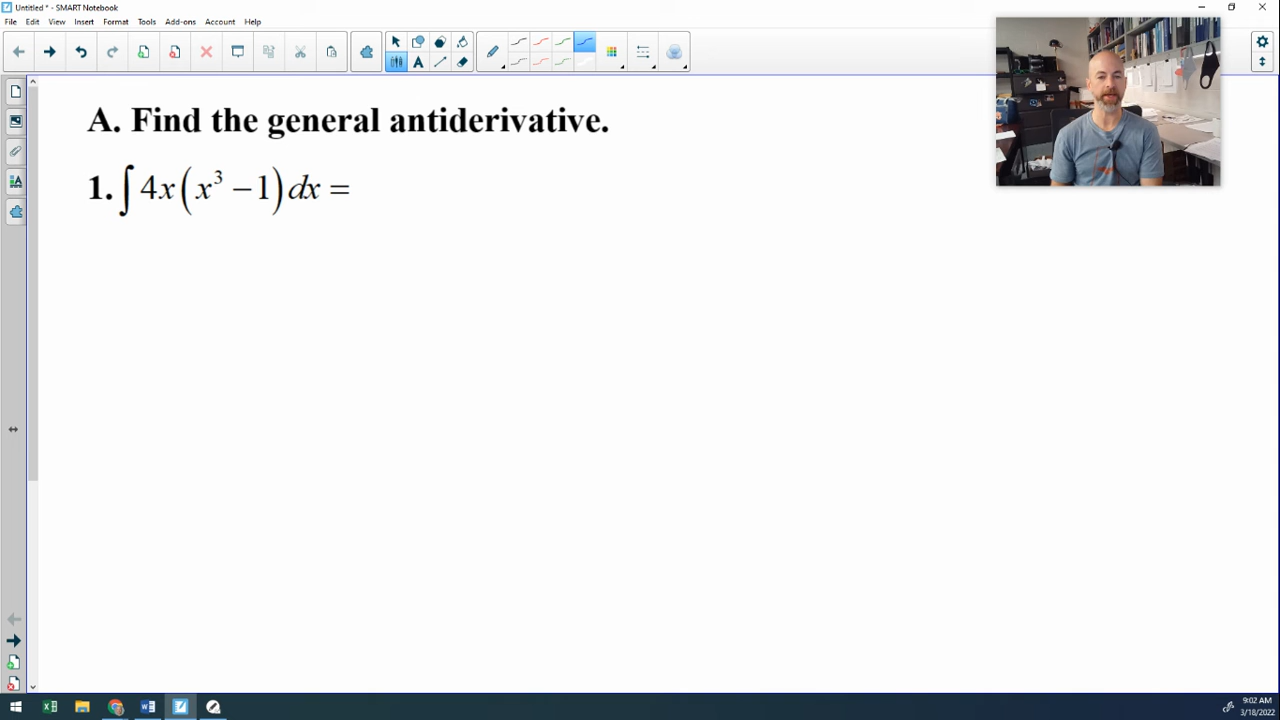 Untitled * - SMART Notebook
File Edit View Insert Format Tools Add-ons Account Help
A. Find the general antiderivative.
1. ∫4x(x³ −1)dx =
9:02 AM
3/18/2022